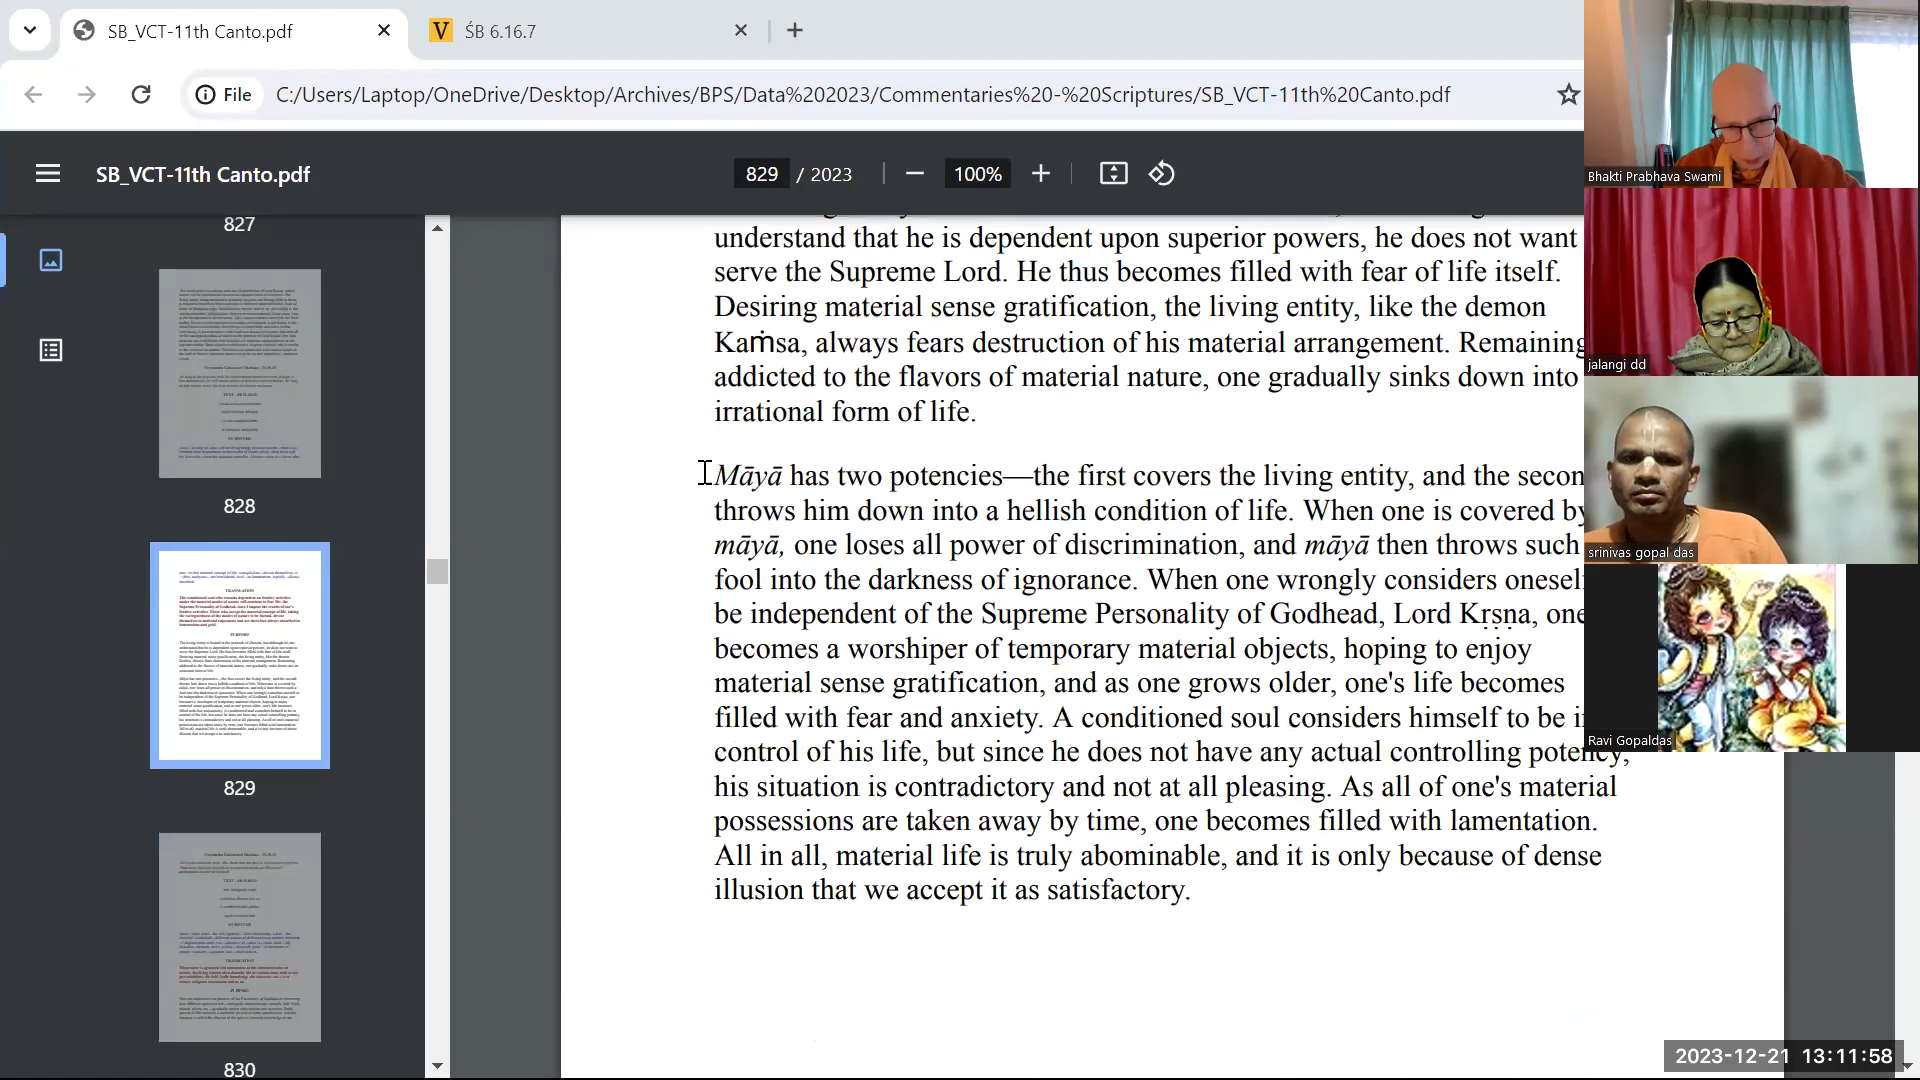 SB_VCT-11th Canto.pdf
ŚB 6.16.7
File
C:/Users/Laptop/OneDrive/Desktop/Archives/BPS/Data%202023/Commentaries%20-%20Scriptures/SB_VCT-11th%20Canto.pdf
SB_VCT-11th Canto.pdf
829 / 2023
100%
827
828
829
830
understand that he is dependent upon superior powers, he does not want
serve the Supreme Lord. He thus becomes filled with fear of life itself.
Desiring material sense gratification, the living entity, like the demon
Kaṁsa, always fears destruction of his material arrangement. Remaining
addicted to the flavors of material nature, one gradually sinks down into
irrational form of life.
Māyā has two potencies—the first covers the living entity, and the secon
throws him down into a hellish condition of life. When one is covered by
māyā, one loses all power of discrimination, and māyā then throws such
fool into the darkness of ignorance. When one wrongly considers onesel
be independent of the Supreme Personality of Godhead, Lord Kṛṣṇa, one
becomes a worshiper of temporary material objects, hoping to enjoy
material sense gratification, and as one grows older, one's life becomes
filled with fear and anxiety. A conditioned soul considers himself to be i
control of his life, but since he does not have any actual controlling potency,
his situation is contradictory and not at all pleasing. As all of one's material
possessions are taken away by time, one becomes filled with lamentation.
All in all, material life is truly abominable, and it is only because of dense
illusion that we accept it as satisfactory.
Bhakti Prabhava Swami
jalangi dd
srinivas gopal das
Ravi Gopaldas
2023-12-21 13:11:58